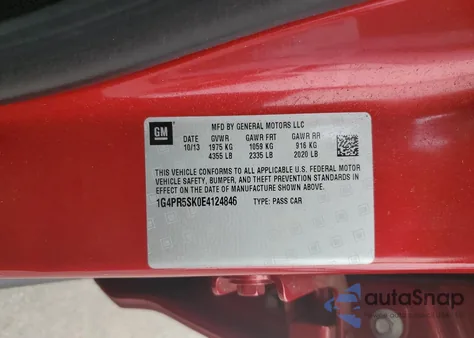 GM
MFD BY GENERAL MOTORS LLC
DATE GVWR GAWR FRT GAWR RR
10/13 1975 KG 1059 KG 916 KG
4355 LB 2335 LB 2020 LB
THIS VEHICLE CONFORMS TO ALL APPLICABLE U.S. FEDERAL MOTOR
VEHICLE SAFETY, BUMPER, AND THEFT PREVENTION STANDARDS IN
EFFECT ON THE DATE OF MANUFACTURE SHOWN ABOVE.
1G4PR5SK0E4124846 TYPE: PASS CAR
autoSnap